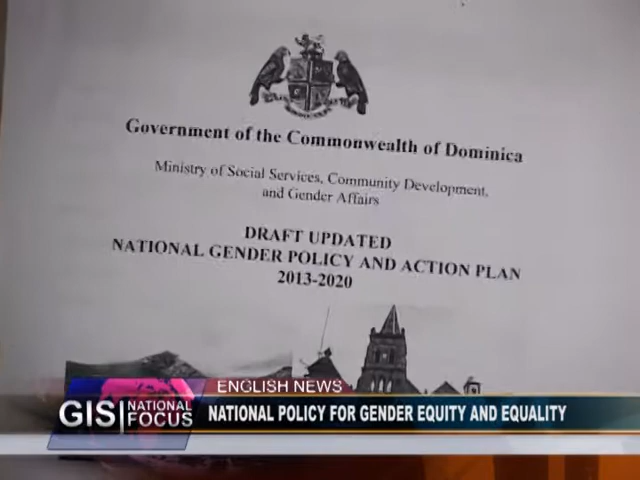 Government of the Commonwealth of Dominica
Ministry of Social Services, Community Development,
and Gender Affairs
DRAFT UPDATED
NATIONAL GENDER POLICY AND ACTION PLAN
2013-2020
ENGLISH NEWS
GIS NATIONAL FOCUS
NATIONAL POLICY FOR GENDER EQUITY AND EQUALITY